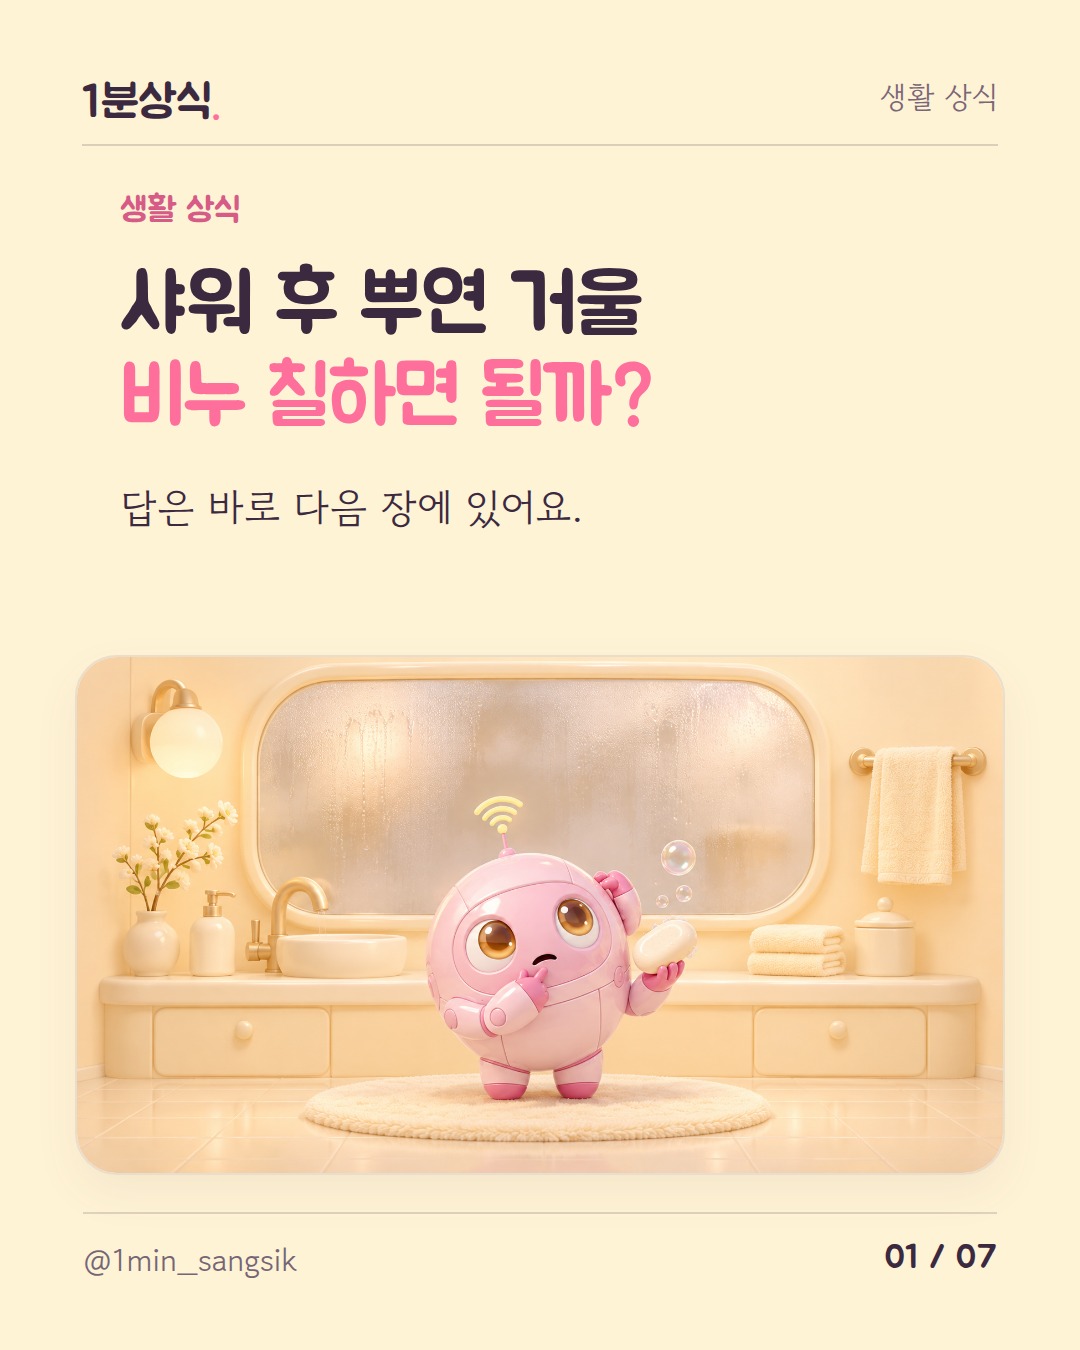 1분상식.
생활 상식
생활 상식
샤워 후 뿌연 거울
비누 칠하면 될까?
답은 바로 다음 장에 있어요.
@1min_sangsik
01 / 07